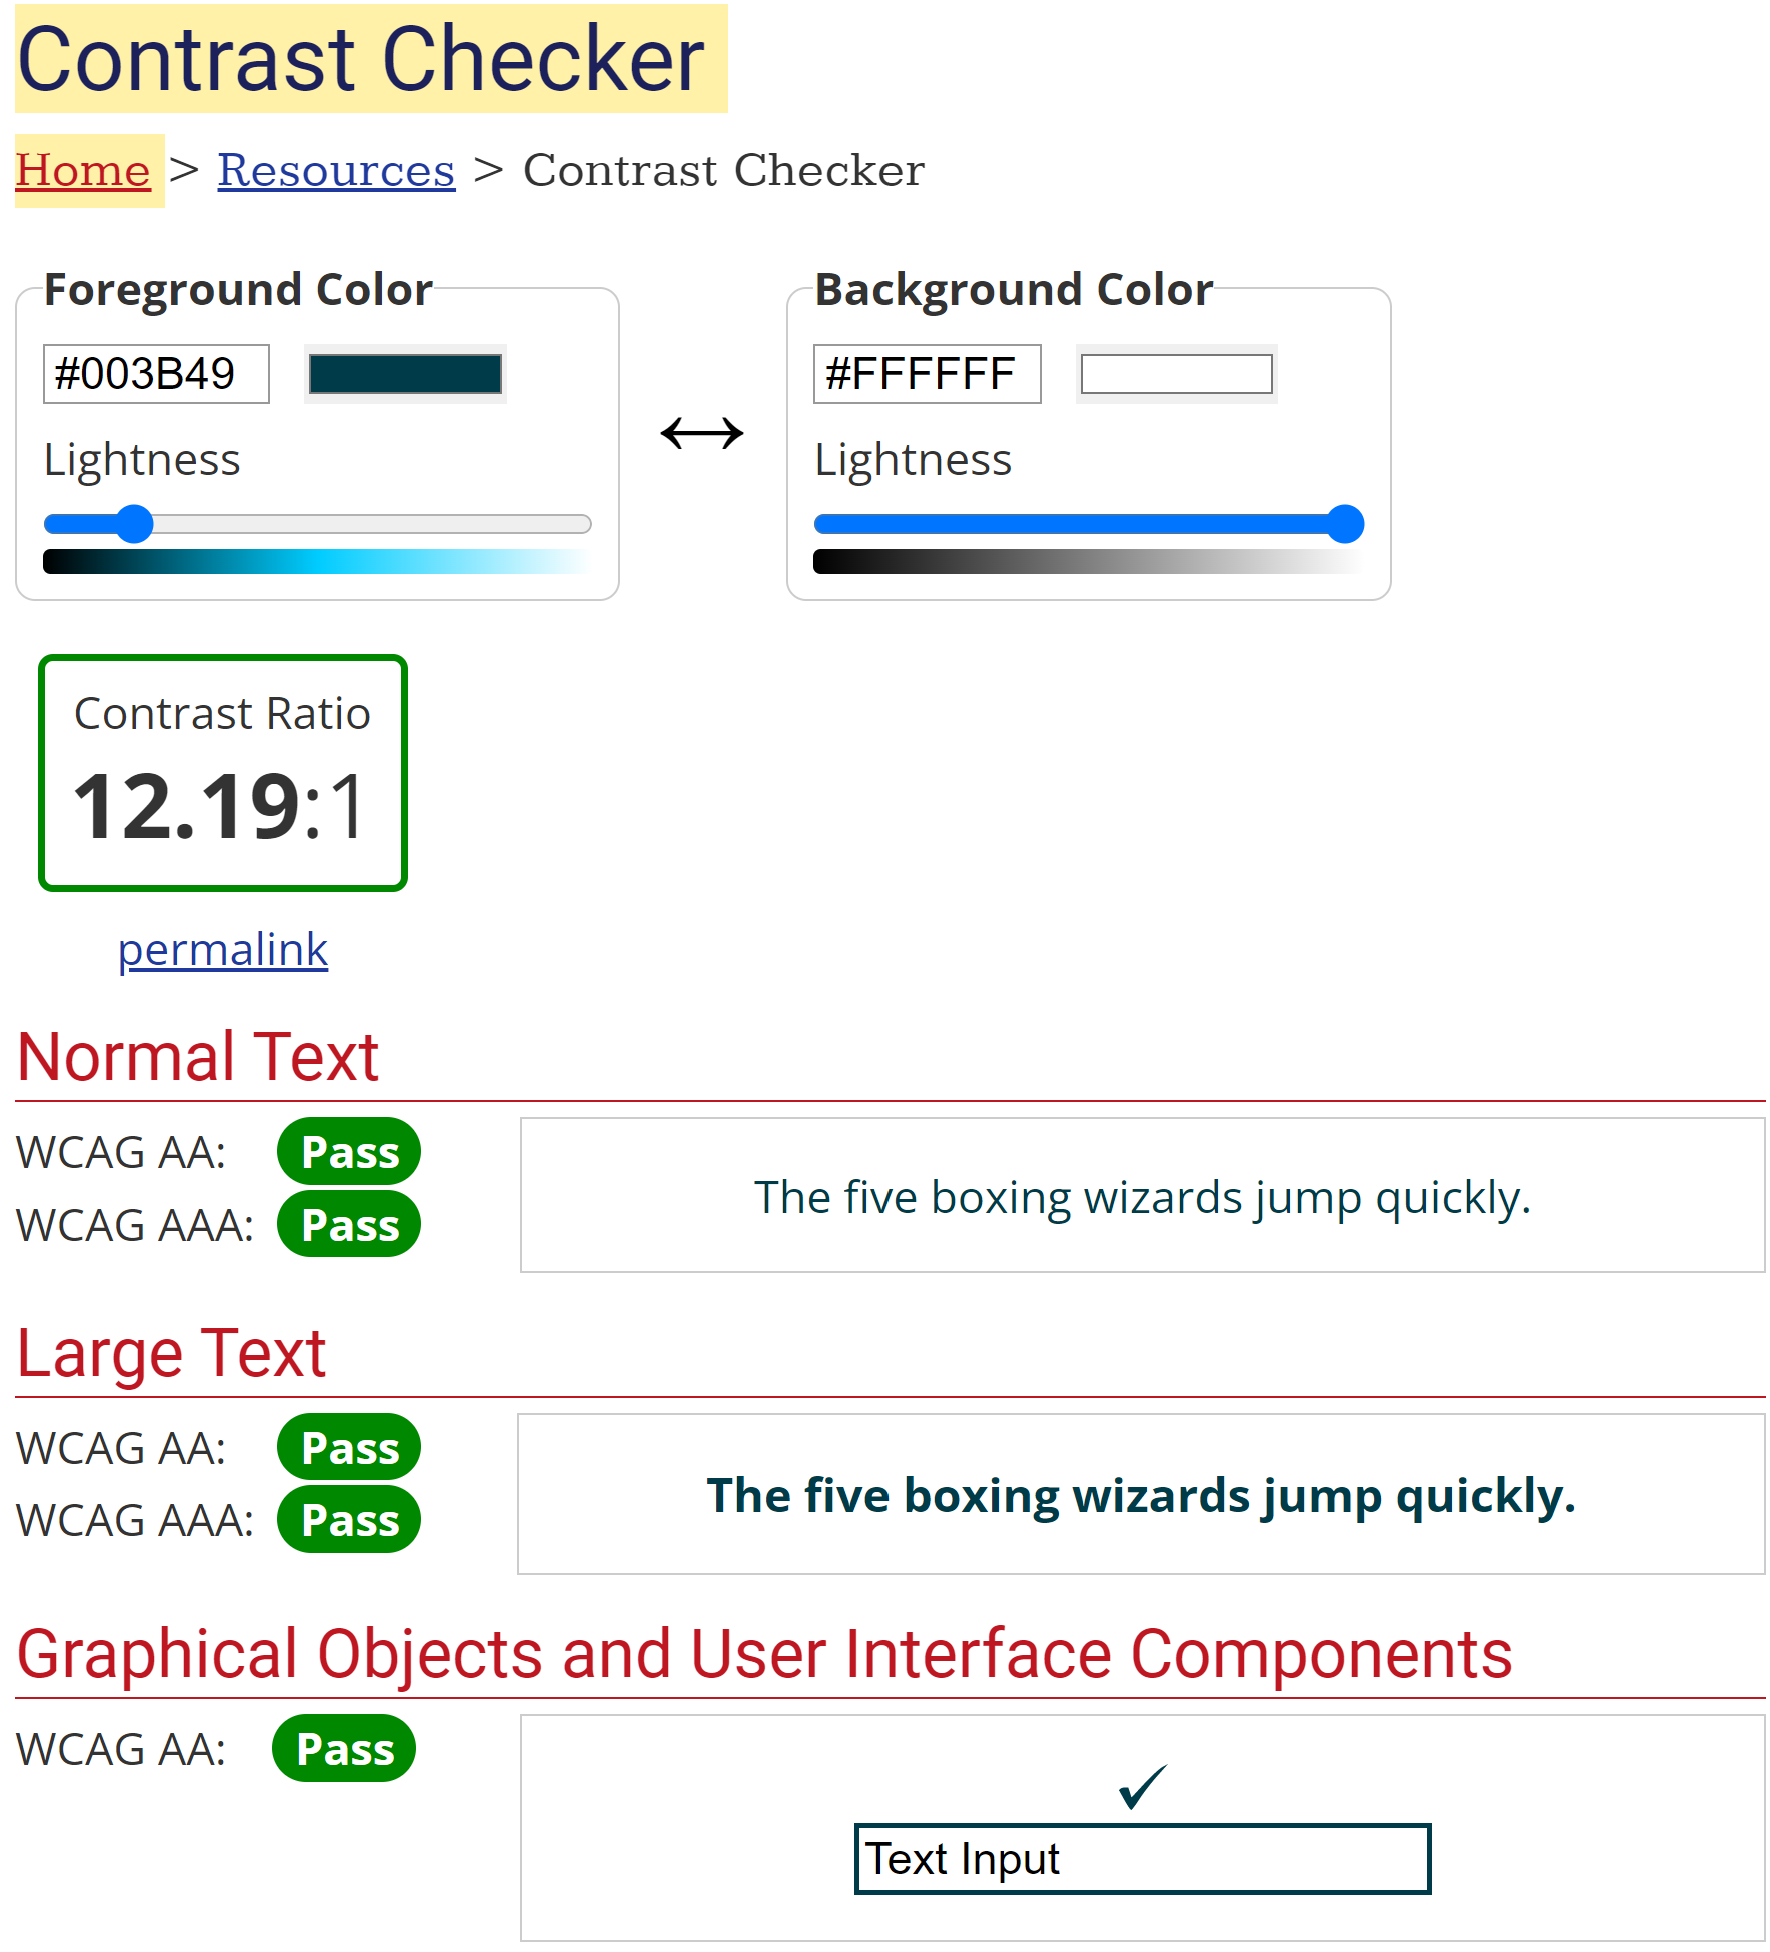 Contrast Checker
Home > Resources > Contrast Checker
Foreground Color
#003B49
Lightness
Background Color
#FFFFFF
Lightness
Contrast Ratio
12.19:1
permalink
Normal Text
WCAG AA: Pass
WCAG AAA: Pass
The five boxing wizards jump quickly.
Large Text
WCAG AA: Pass
WCAG AAA: Pass
The five boxing wizards jump quickly.
Graphical Objects and User Interface Components
WCAG AA: Pass
Text Input